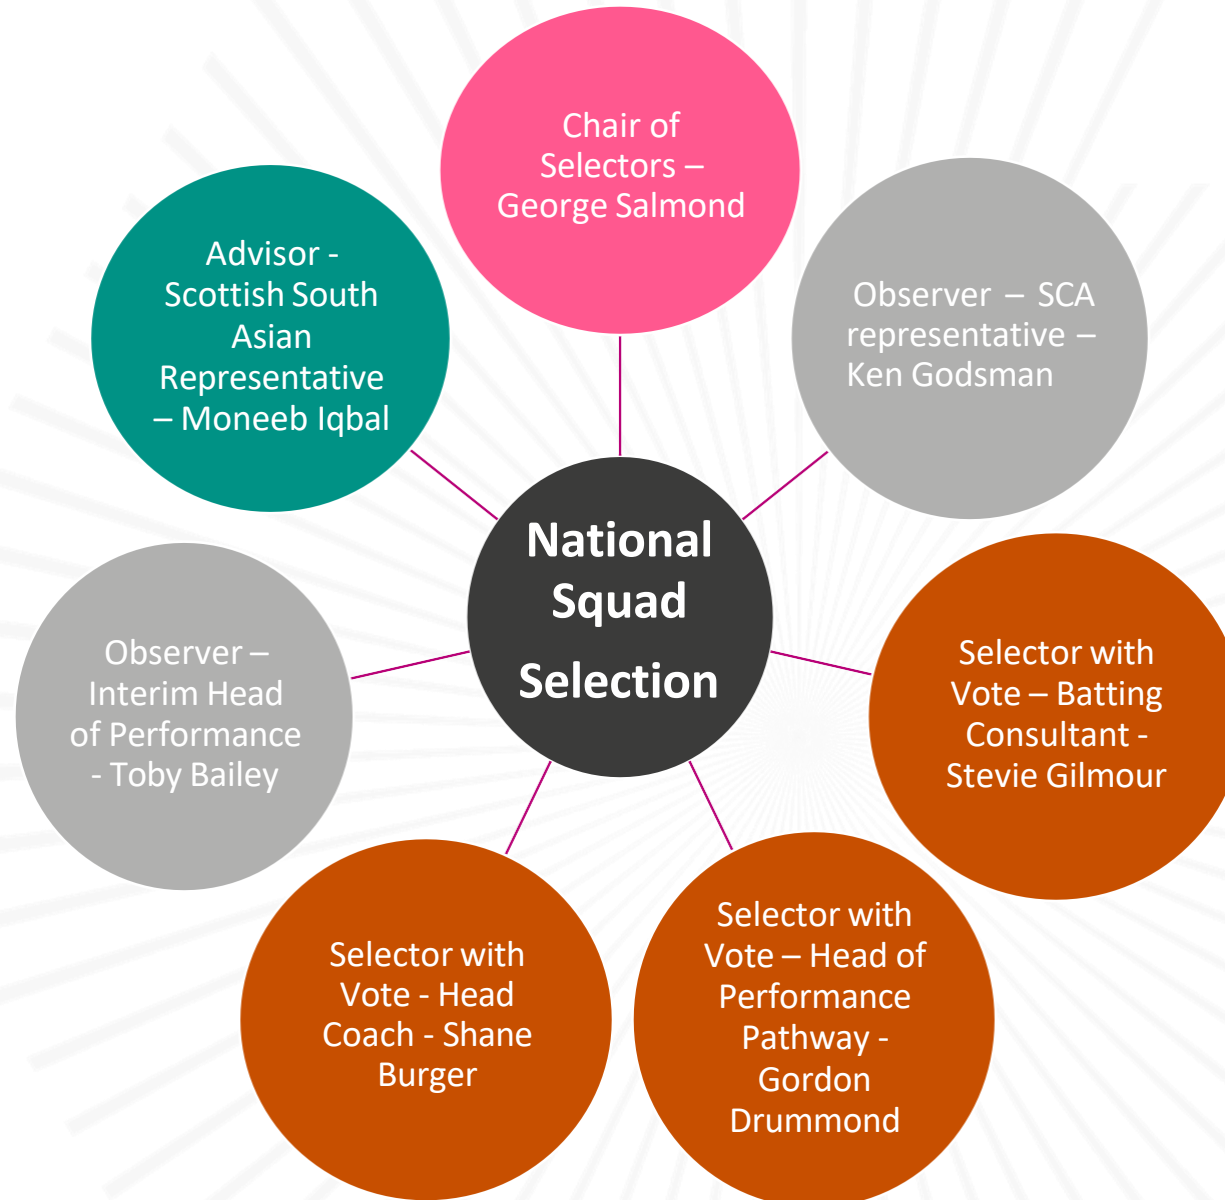 Chair of
Selectors –
George Salmond
Observer – SCA
representative –
Ken Godsman
Selector with
Vote – Batting
Consultant -
Stevie Gilmour
Selector with
Vote – Head of
Performance
Pathway -
Gordon
Drummond
Selector with
Vote - Head
Coach - Shane
Burger
Observer –
Interim Head
of Performance
- Toby Bailey
Advisor -
Scottish South
Asian
Representative
– Moneeb Iqbal
National
Squad
Selection